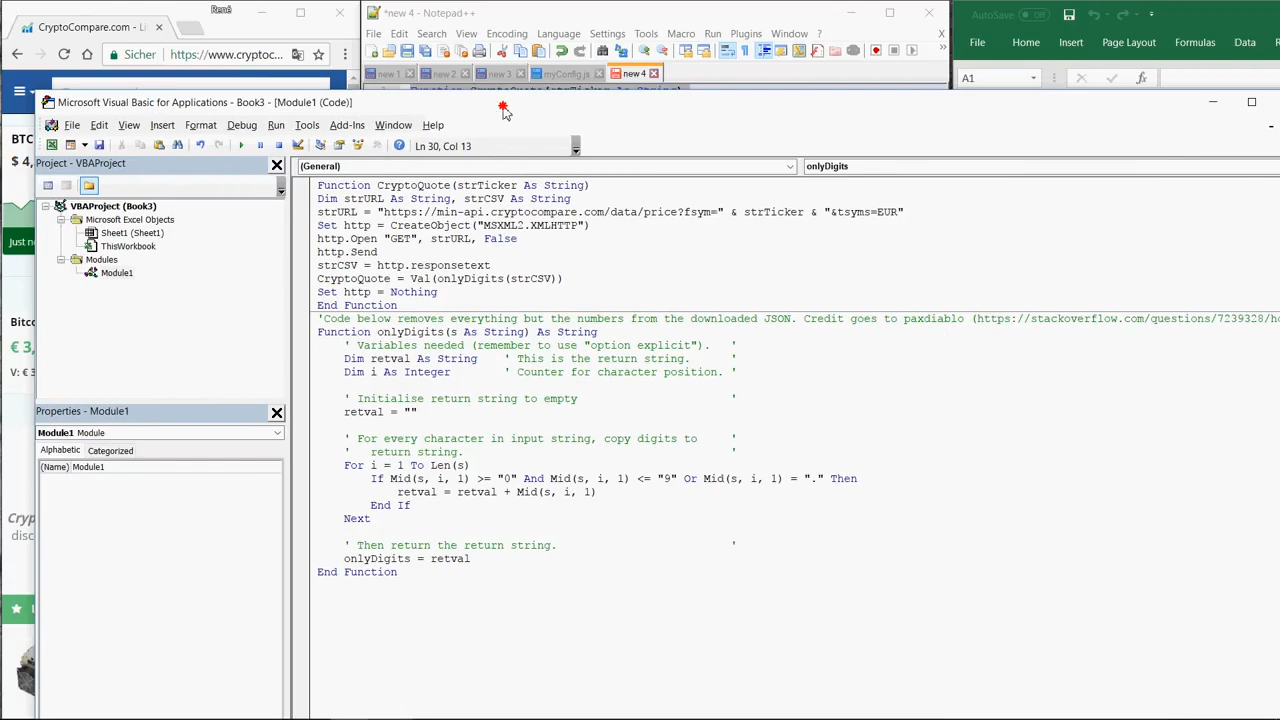 René
CryptoCompare.com - Li
Sicher
https://www.cryptoc
*new 4 - Notepad++
File Edit Search View Encoding Language Settings Tools Macro Run Plugins Window ?
new 1 new 2 new 3 myConfig.js new 4
AutoSave Off
File Home Insert Page Layout Formulas Data
A1
fx
Microsoft Visual Basic for Applications - Book3 - [Module1 (Code)]
File Edit View Insert Format Debug Run Tools Add-Ins Window Help
Ln 30, Col 13
Project - VBAProject
VBAProject (Book3)
Microsoft Excel Objects
Sheet1 (Sheet1)
ThisWorkbook
Modules
Module1
Properties - Module1
Module1 Module
Alphabetic Categorized
(Name) Module1
(General)
onlyDigits
Function CryptoQuote(strTicker As String)
Dim strURL As String, strCSV As String
strURL = "https://min-api.cryptocompare.com/data/price?fsym=" & strTicker & "&tsyms=EUR"
Set http = CreateObject("MSXML2.XMLHTTP")
http.Open "GET", strURL, False
http.Send
strCSV = http.responsetext
CryptoQuote = Val(onlyDigits(strCSV))
Set http = Nothing
End Function
'Code below removes everything but the numbers from the downloaded JSON. Credit goes to paxdiablo (https://stackoverflow.com/questions/7239328/ho
Function onlyDigits(s As String) As String
' Variables needed (remember to use "option explicit"). '
Dim retval As String ' This is the return string. '
Dim i As Integer ' Counter for character position. '
' Initialise return string to empty '
retval = ""
' For every character in input string, copy digits to '
' return string. '
For i = 1 To Len(s)
If Mid(s, i, 1) >= "0" And Mid(s, i, 1) <= "9" Or Mid(s, i, 1) = "." Then
retval = retval + Mid(s, i, 1)
End If
Next
' Then return the return string. '
onlyDigits = retval
End Function
BTC
$ 4,
Just no
Bitco
€ 3,
V: €
Cryp
disc